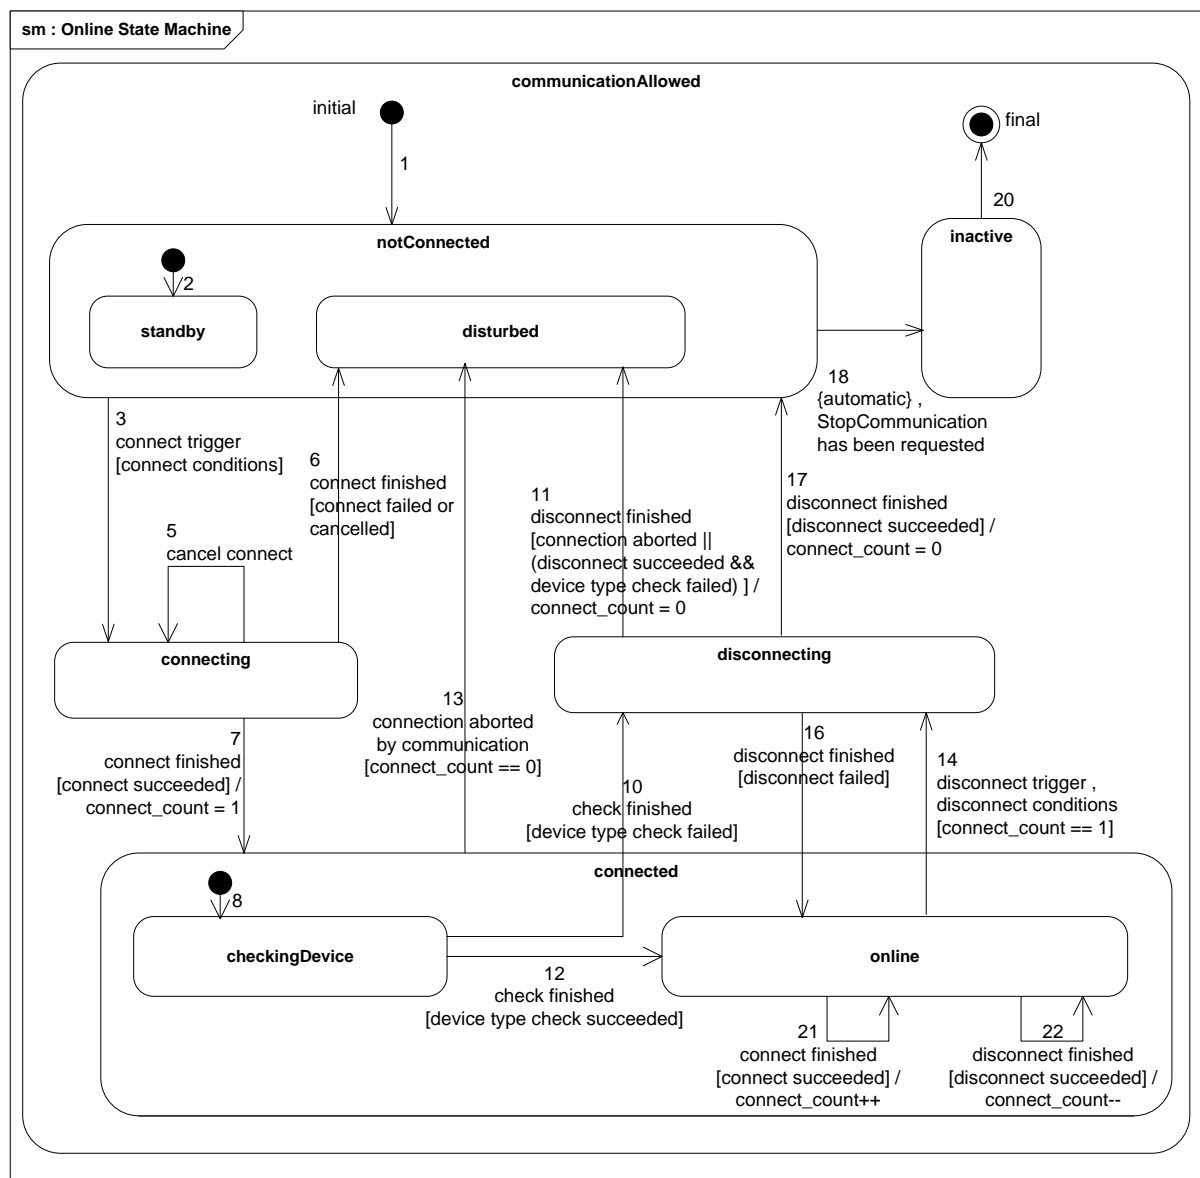 sm : Online State Machine
communicationAllowed
initial
final
1
20
notConnected
inactive
2
standby
disturbed
18
{automatic} ,
StopCommunication
has been requested
3
connect trigger
[connect conditions]
6
connect finished
[connect failed or
cancelled]
11
disconnect finished
[connection aborted ||
(disconnect succeeded &&
device type check failed) ] /
connect_count = 0
17
disconnect finished
[disconnect succeeded] /
connect_count = 0
5
cancel connect
connecting
disconnecting
7
connect finished
[connect succeeded] /
connect_count = 1
13
connection aborted
by communication
[connect_count == 0]
10
check finished
[device type check failed]
16
disconnect finished
[disconnect failed]
14
disconnect trigger ,
disconnect conditions
[connect_count == 1]
connected
8
checkingDevice
online
12
check finished
[device type check succeeded]
21
connect finished
[connect succeeded] /
connect_count++
22
disconnect finished
[disconnect succeeded] /
connect_count--